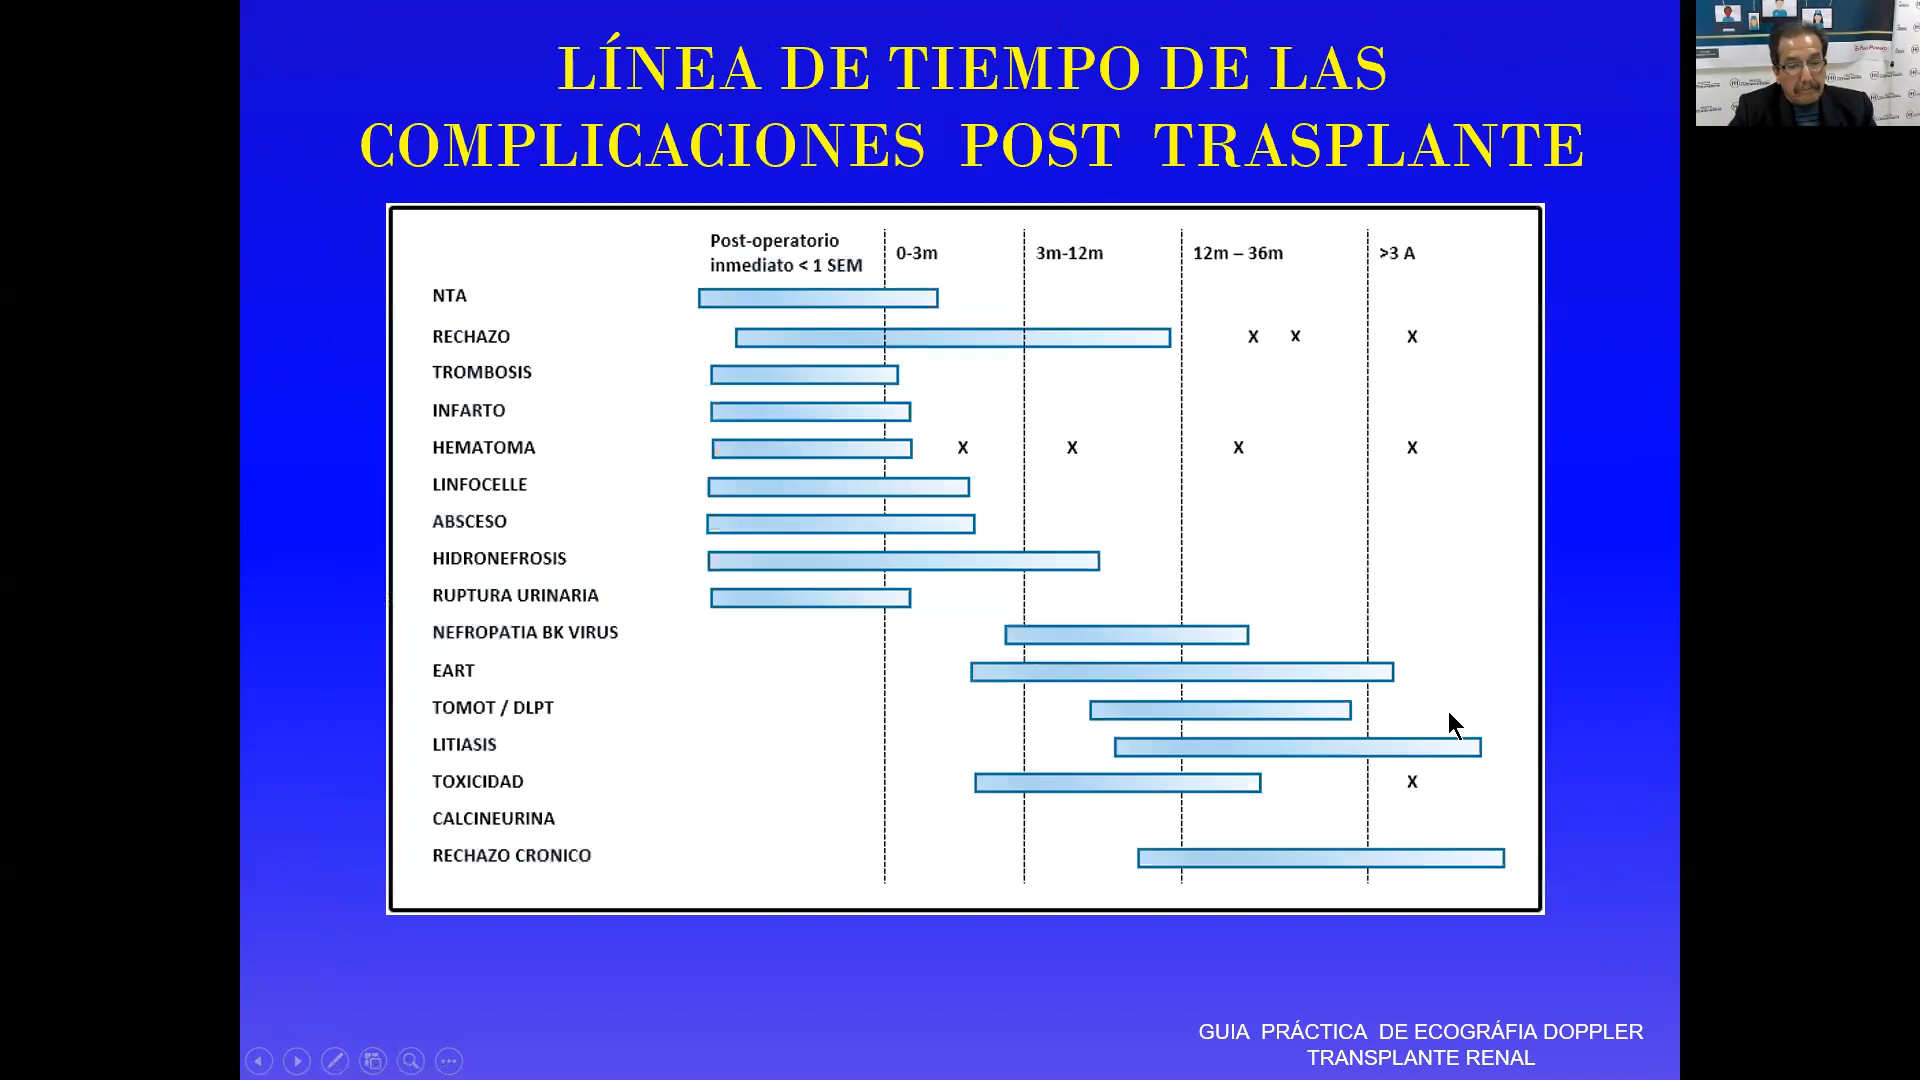 LÍNEA DE TIEMPO DE LAS
COMPLICACIONES POST TRASPLANTE
Post-operatorio
inmediato < 1 SEM
0-3m
3m-12m
12m – 36m
>3 A
NTA
RECHAZO
X X X
TROMBOSIS
INFARTO
HEMATOMA
X X X X
LINFOCELLE
ABSCESO
HIDRONEFROSIS
RUPTURA URINARIA
NEFROPATIA BK VIRUS
EART
TOMOT / DLPT
LITIASIS
TOXICIDAD
X
CALCINEURINA
RECHAZO CRONICO
GUIA PRÁCTICA DE ECOGRÁFIA DOPPLER
TRANSPLANTE RENAL